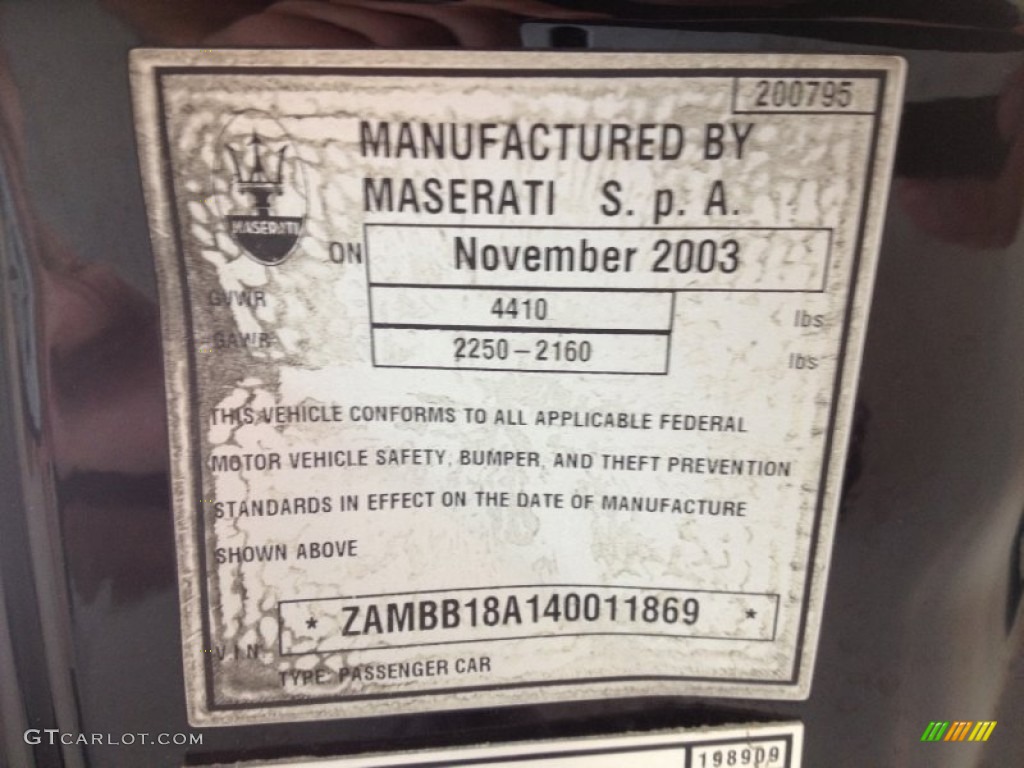 200795
MANUFACTURED BY
MASERATI S. p. A.
MASERATI
ON November 2003
GVWR 4410 lbs
GAWR 2250-2160 lbs
THIS VEHICLE CONFORMS TO ALL APPLICABLE FEDERAL
MOTOR VEHICLE SAFETY, BUMPER, AND THEFT PREVENTION
STANDARDS IN EFFECT ON THE DATE OF MANUFACTURE
SHOWN ABOVE
* ZAMBB18A140011869 *
V I N
TYPE: PASSENGER CAR
198909
GTCARLOT.COM